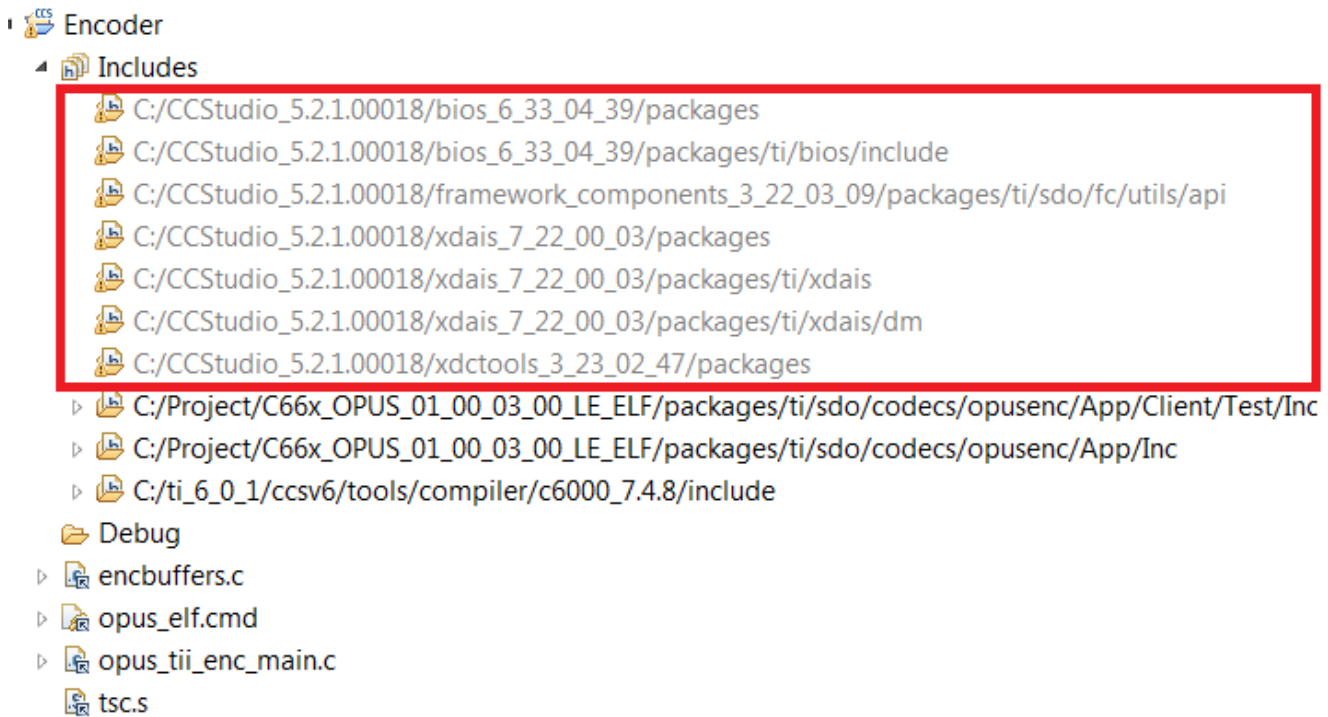 Encoder
Includes
C:/CCStudio_5.2.1.00018/bios_6_33_04_39/packages
C:/CCStudio_5.2.1.00018/bios_6_33_04_39/packages/ti/bios/include
C:/CCStudio_5.2.1.00018/framework_components_3_22_03_09/packages/ti/sdo/fc/utils/api
C:/CCStudio_5.2.1.00018/xdais_7_22_00_03/packages
C:/CCStudio_5.2.1.00018/xdais_7_22_00_03/packages/ti/xdais
C:/CCStudio_5.2.1.00018/xdais_7_22_00_03/packages/ti/xdais/dm
C:/CCStudio_5.2.1.00018/xdctools_3_23_02_47/packages
C:/Project/C66x_OPUS_01_00_03_00_LE_ELF/packages/ti/sdo/codecs/opusenc/App/Client/Test/Inc
C:/Project/C66x_OPUS_01_00_03_00_LE_ELF/packages/ti/sdo/codecs/opusenc/App/Inc
C:/ti_6_0_1/ccsv6/tools/compiler/c6000_7.4.8/include
Debug
encbuffers.c
opus_elf.cmd
opus_tii_enc_main.c
tsc.s